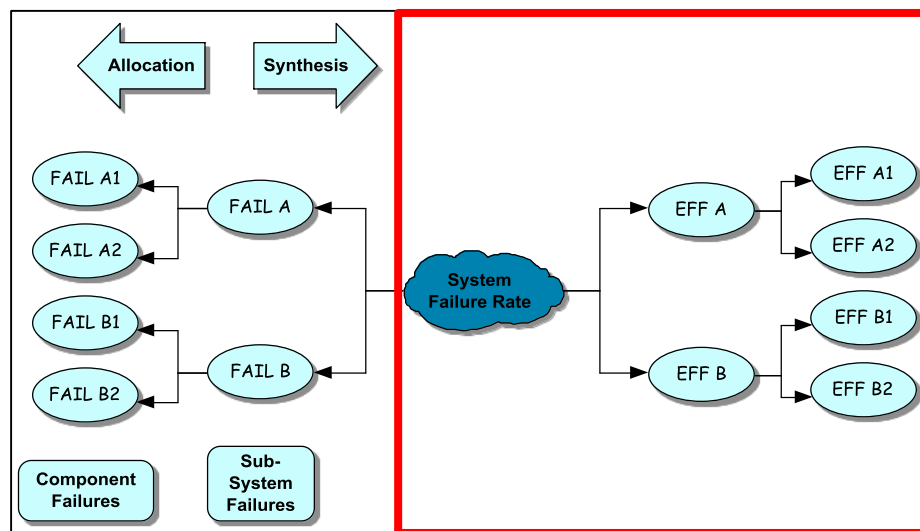 Allocation
Synthesis
FAIL A1
FAIL A2
FAIL A
FAIL B1
FAIL B2
FAIL B
System
Failure Rate
EFF A
EFF A1
EFF A2
EFF B
EFF B1
EFF B2
Component
Failures
Sub-
System
Failures